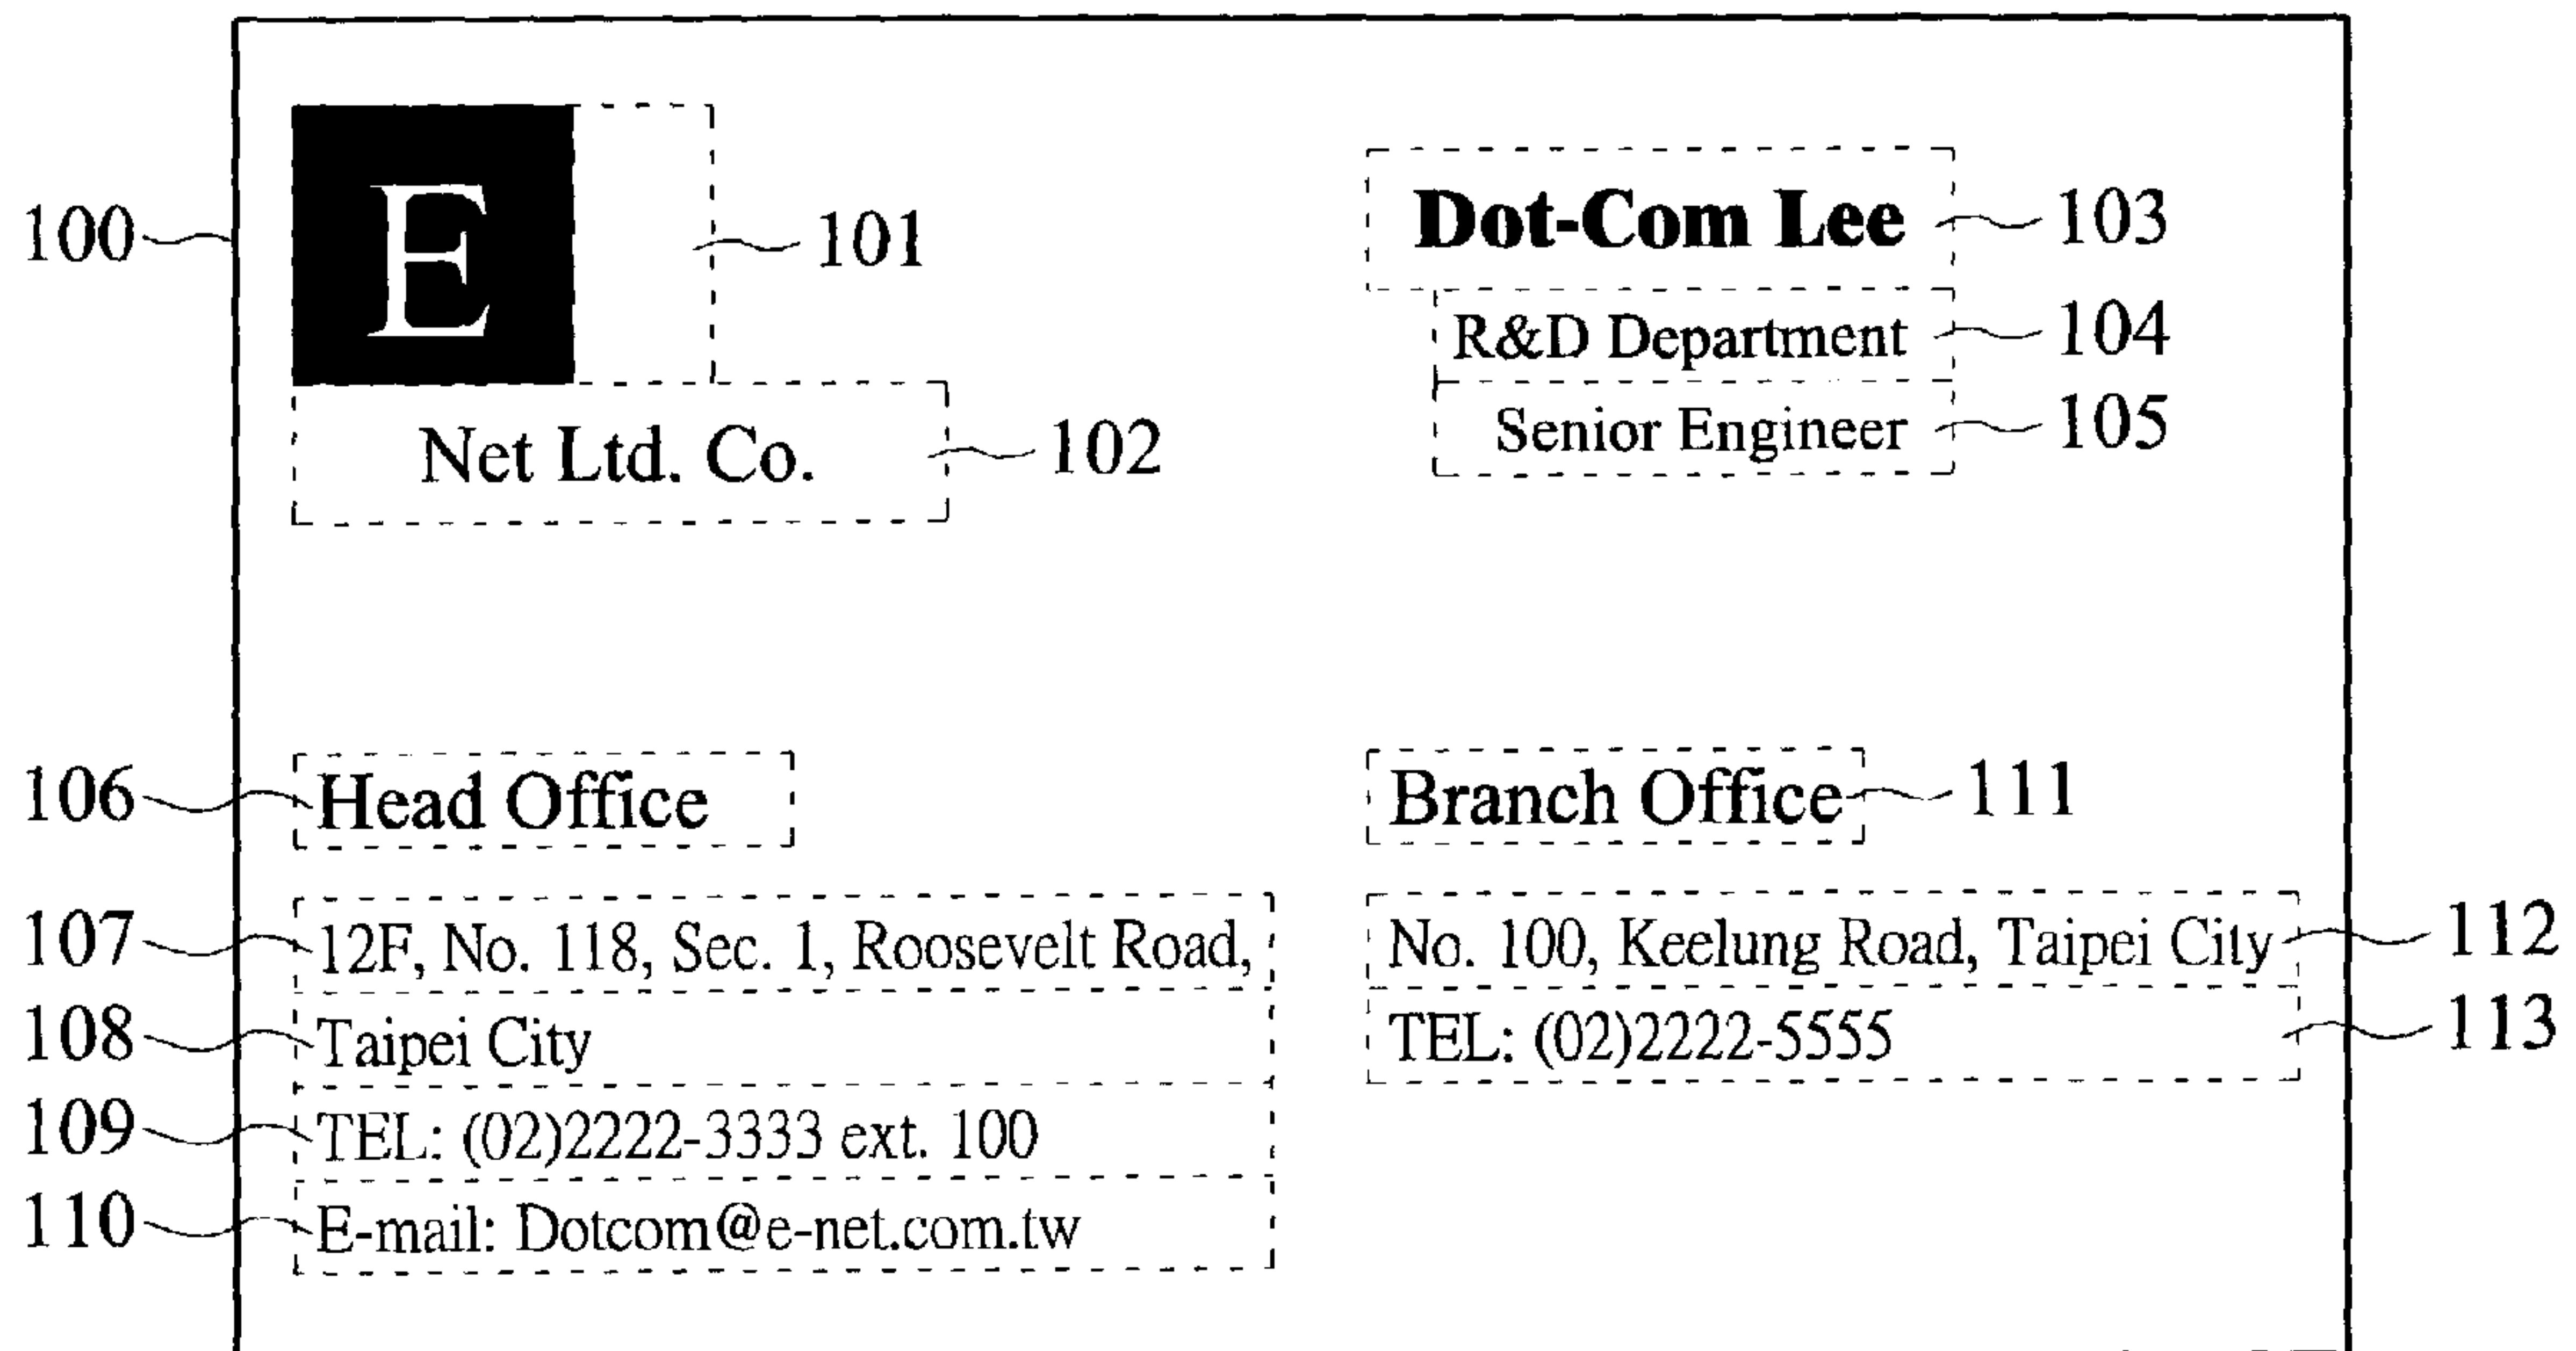 E
100
101
Net Ltd. Co.
102
Dot-Com Lee
103
R&D Department
104
Senior Engineer
105
106
Head Office
107
12F, No. 118, Sec. 1, Roosevelt Road,
108
Taipei City
109
TEL: (02)2222-3333 ext. 100
110
E-mail: Dotcom@e-net.com.tw
Branch Office
111
No. 100, Keelung Road, Taipei City
112
TEL: (02)2222-5555
113